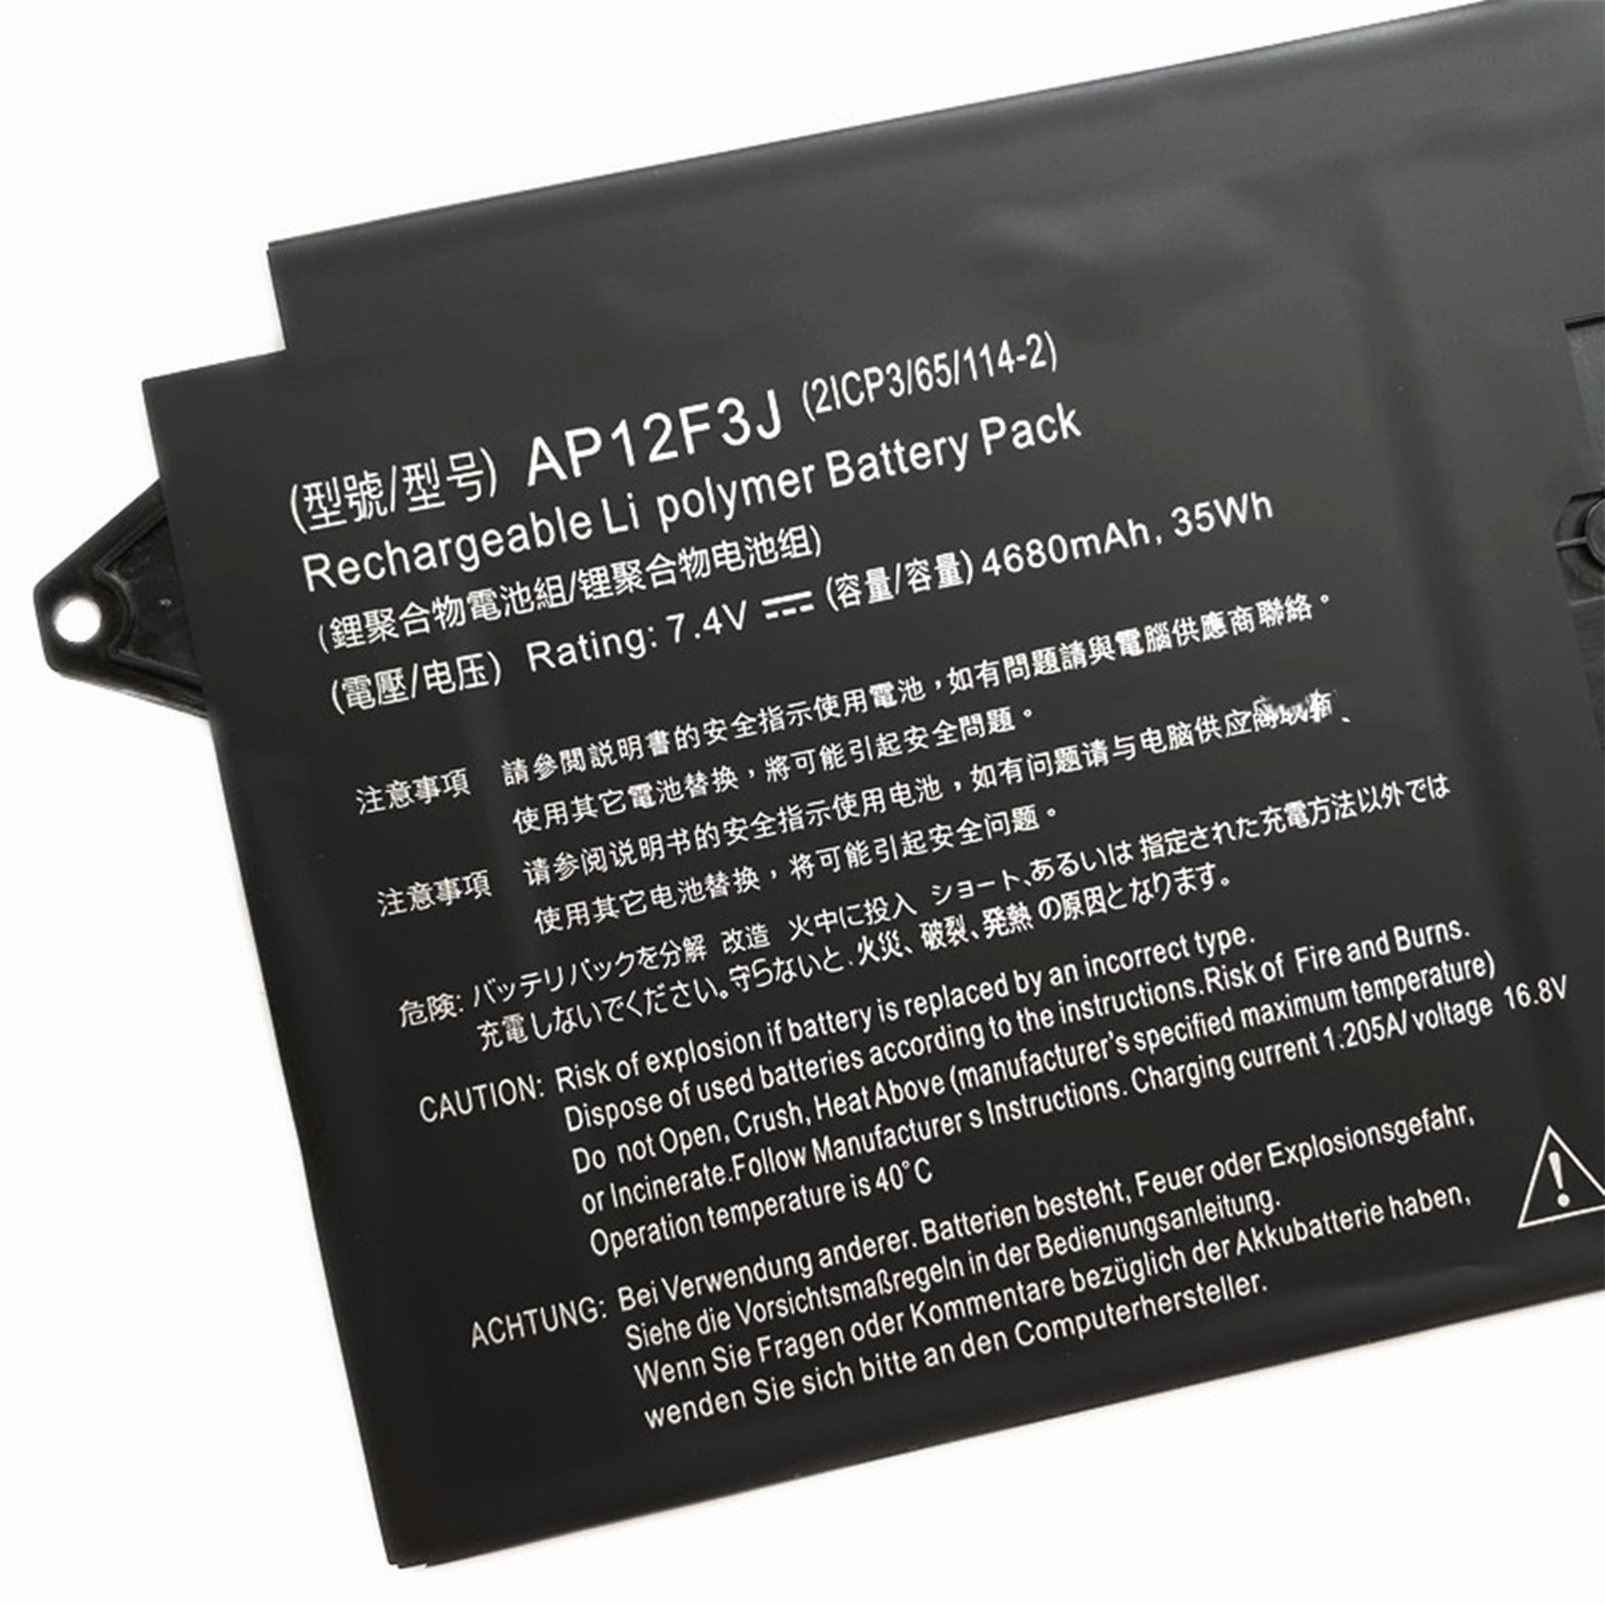 (型號/型号) AP12F3J (2ICP3/65/114-2)
Rechargeable Li polymer Battery Pack
(鋰聚合物電池組/锂聚合物电池组)
(電壓/电压) Rating: 7.4V ⎓ (容量/容量) 4680mAh, 35Wh
注意事項 請參閱説明書的安全指示使用電池，如有問題請與電腦供應商聯絡。
使用其它電池替換，將可能引起安全問題。
注意事項 请参阅说明书的安全指示使用电池，如有问题请与电脑供应商
使用其它电池替换，将可能引起安全问题。
危険: バッテリパックを分解 改造 火中に投入 ショート、あるいは 指定された充電方法以外では
充電しないでください。守らないと、火災、破裂、発熱 の原因となります。
CAUTION: Risk of explosion if battery is replaced by an incorrect type.
Dispose of used batteries according to the instructions.Risk of Fire and Burns.
Do not Open, Crush, Heat Above (manufacturer's specified maximum temperature)
or Incinerate.Follow Manufacturer s Instructions. Charging current 1.205A/ voltage 16.8V
Operation temperature is 40°C
ACHTUNG: Bei Verwendung anderer. Batterien besteht, Feuer oder Explosionsgefahr,
Siehe die Vorsichtsmaßregeln in der Bedienungsanleitung.
Wenn Sie Fragen oder Kommentare bezüglich der Akkubatterie haben,
wenden Sie sich bitte an den Computerhersteller.